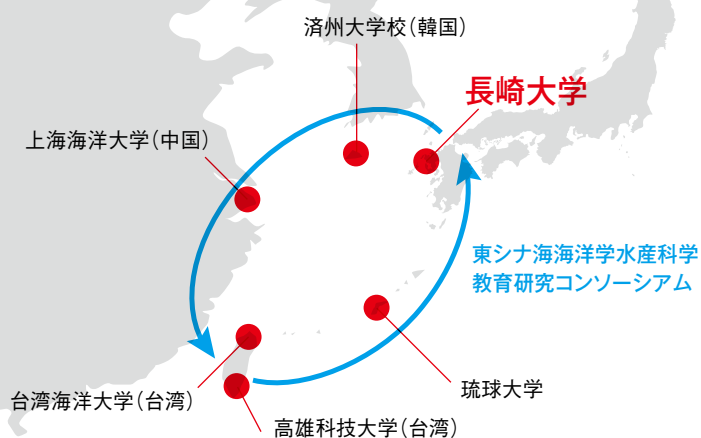 済州大学校（韓国）
長崎大学
上海海洋大学（中国）
東シナ海海洋学水産科学
教育研究コンソーシアム
琉球大学
台湾海洋大学（台湾）
高雄科技大学（台湾）